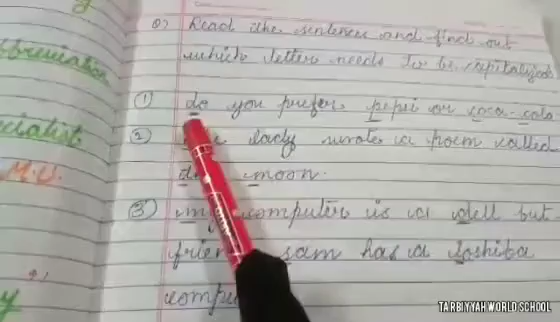 Q) Read the sentences and find out
which letter needs to be capitalized
① do you prefer pepsi or coca-cola
② lady wrote a poem called
moon.
③ my computer is a dell but
sam has a toshiba
TARBIYYAH WORLD SCHOOL